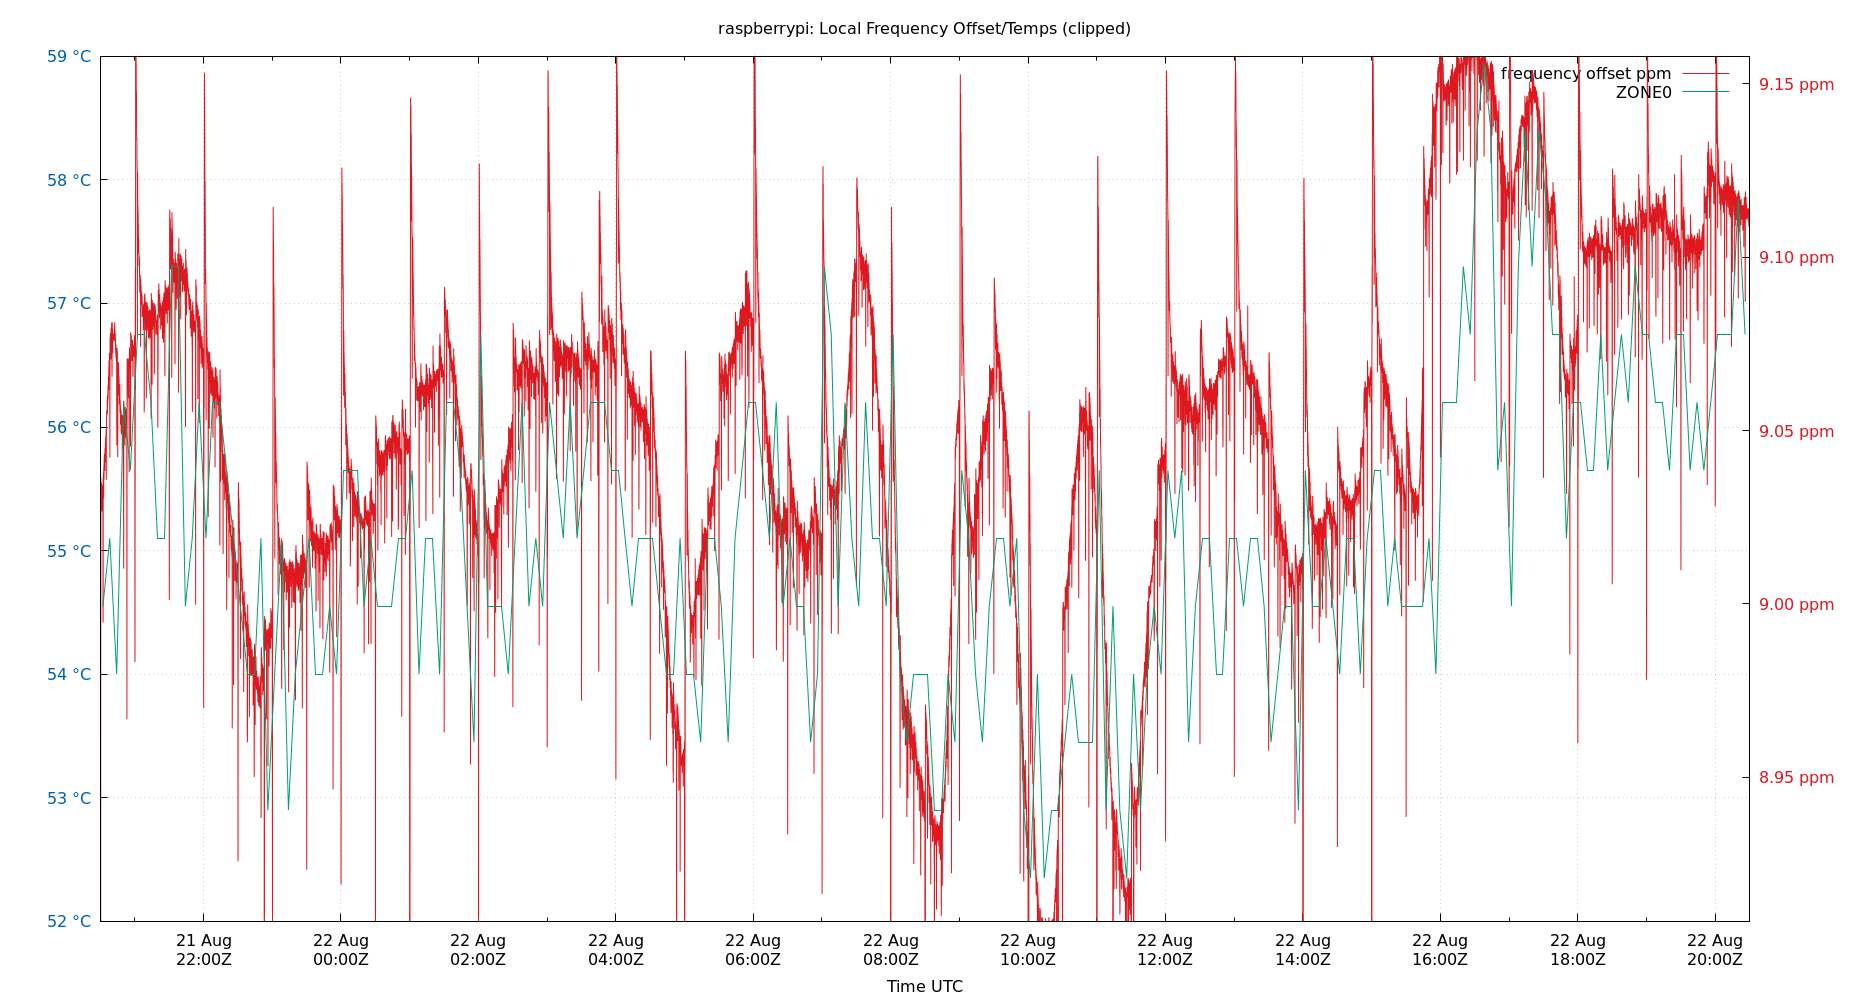 raspberrypi: Local Frequency Offset/Temps (clipped)
59 °C
58 °C
57 °C
56 °C
55 °C
54 °C
53 °C
52 °C
frequency offset ppm
ZONE0
9.15 ppm
9.10 ppm
9.05 ppm
9.00 ppm
8.95 ppm
21 Aug
22:00Z
22 Aug
00:00Z
22 Aug
02:00Z
22 Aug
04:00Z
22 Aug
06:00Z
22 Aug
08:00Z
22 Aug
10:00Z
22 Aug
12:00Z
22 Aug
14:00Z
22 Aug
16:00Z
22 Aug
18:00Z
22 Aug
20:00Z
Time UTC